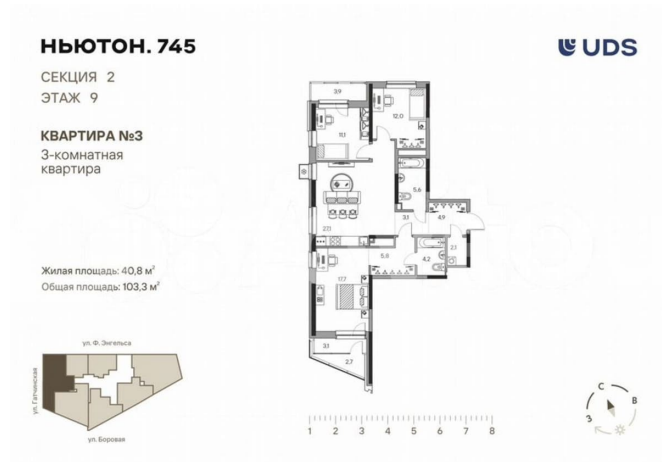 НЬЮТОН. 745
UDS
СЕКЦИЯ 2
ЭТАЖ 9
КВАРТИРА №3
3-комнатная
квартира
3,9
12,0
11,1
5,6
27,1
3,1
4,9
2,1
5,8
4,2
17,7
3,1
2,7
Жилая площадь: 40,8 м²
Общая площадь: 103,3 м²
ул. Ф. Энгельса
ул. Гатчинская
ул. Боровая
1 2 3 4 5 6 7 8
С
В
З